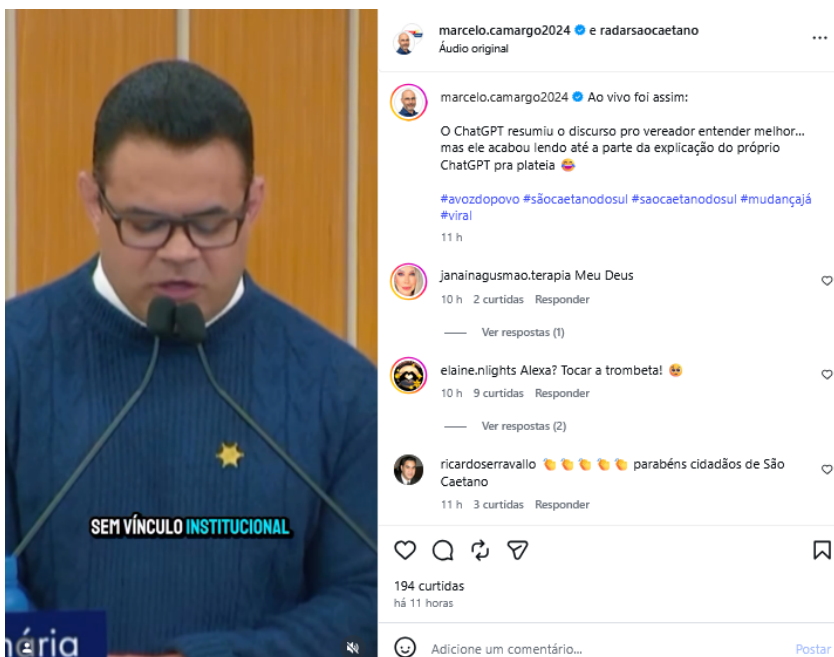 marcelo.camargo2024 e radarsaocaetano
Áudio original
marcelo.camargo2024 Ao vivo foi assim:
O ChatGPT resumiu o discurso pro vereador entender melhor...
mas ele acabou lendo até a parte da explicação do próprio
ChatGPT pra plateia 😂
#avozdopovo #sãocaetanodosul #saocaetanodosul #mudançajá
#viral
11 h
janainagusmao.terapia Meu Deus
10 h 2 curtidas Responder
Ver respostas (1)
elaine.nlights Alexa? Tocar a trombeta! 🥹
10 h 9 curtidas Responder
Ver respostas (2)
ricardoserravallo 👏👏👏👏👏 parabéns cidadãos de São
Caetano
11 h 3 curtidas Responder
194 curtidas
há 11 horas
Adicione um comentário...
Postar
SEM VÍNCULO INSTITUCIONAL
nária